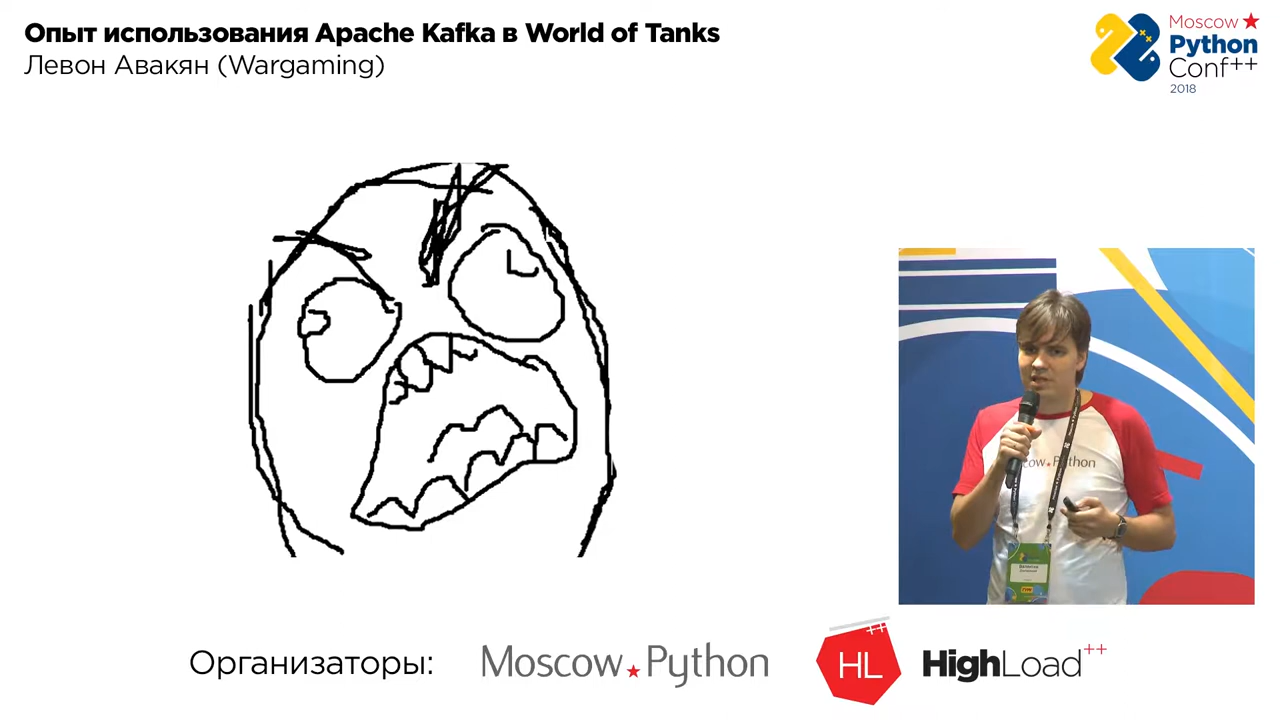 Опыт использования Apache Kafka в World of Tanks
Левон Авакян (Wargaming)
Moscow
Python
Conf++
2018
Moscow Python
Организаторы:
Moscow Python
HL++
HighLoad++